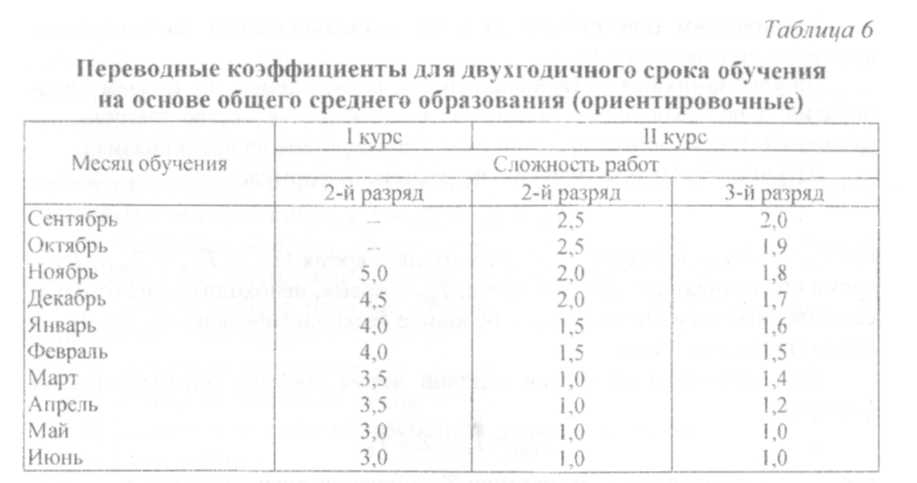 Таблица 6
Переводные коэффициенты для двухгодичного срока обучения
на основе общего среднего образования (ориентировочные)
Месяц обучения I курс II курс
Сложность работ
2-й разряд 2-й разряд 3-й разряд
Сентябрь – 2,5 2,0
Октябрь – 2,5 1,9
Ноябрь 5,0 2,0 1,8
Декабрь 4,5 2,0 1,7
Январь 4,0 1,5 1,6
Февраль 4,0 1,5 1,5
Март 3,5 1,0 1,4
Апрель 3,5 1,0 1,2
Май 3,0 1,0 1,0
Июнь 3,0 1,0 1,0